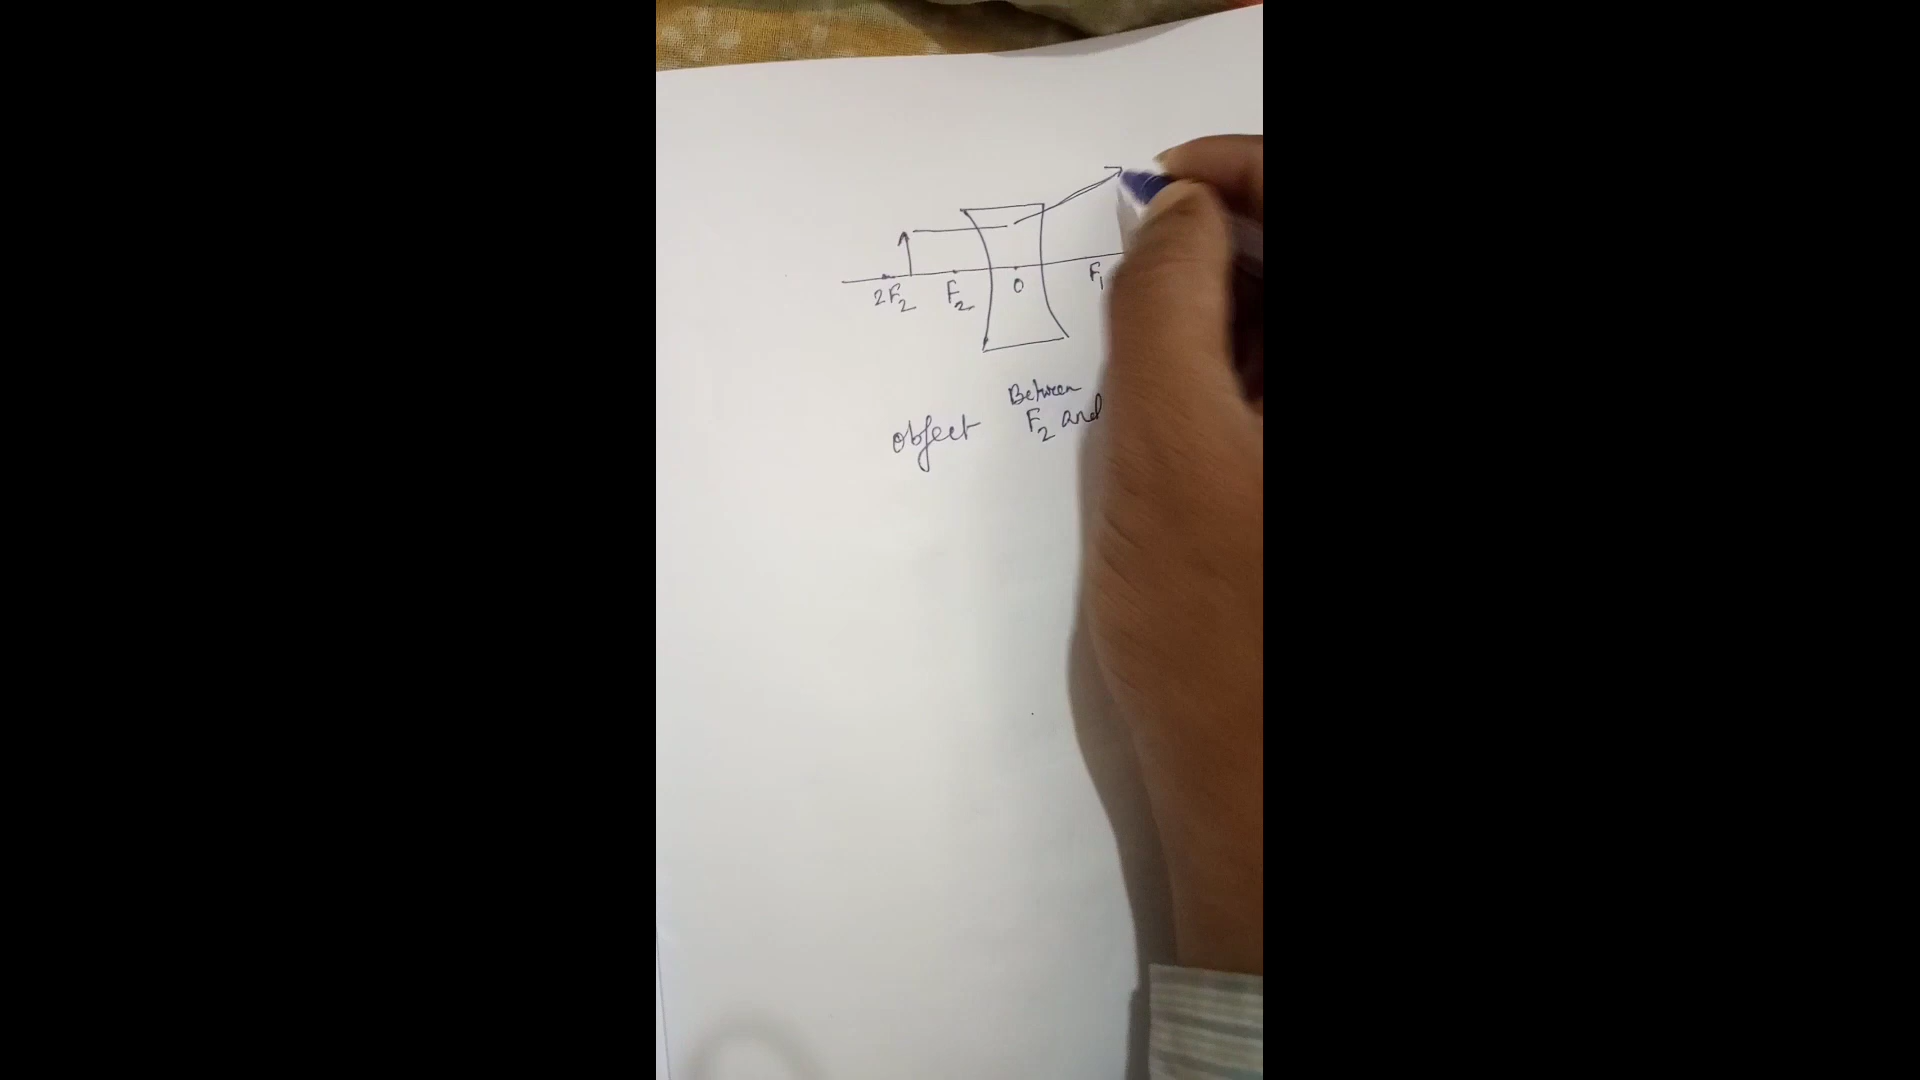 2F₂ F₂ O F₁
Between
object F₂ and